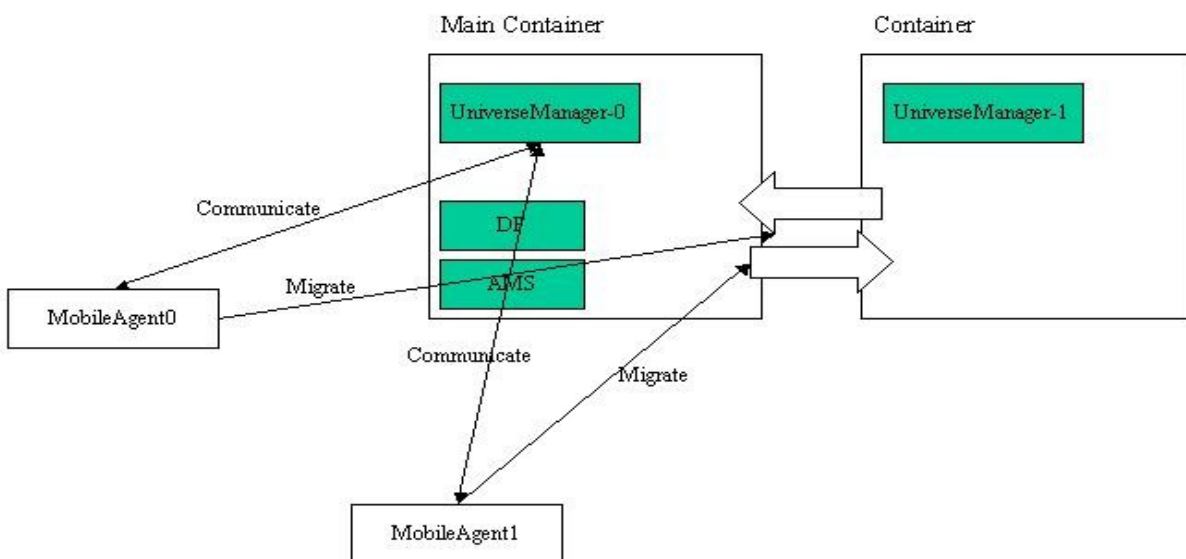 Main Container
Container
UniverseManager-0
UniverseManager-1
Communicate
DF
Migrate
AMS
MobileAgent0
Communicate
Migrate
MobileAgent1